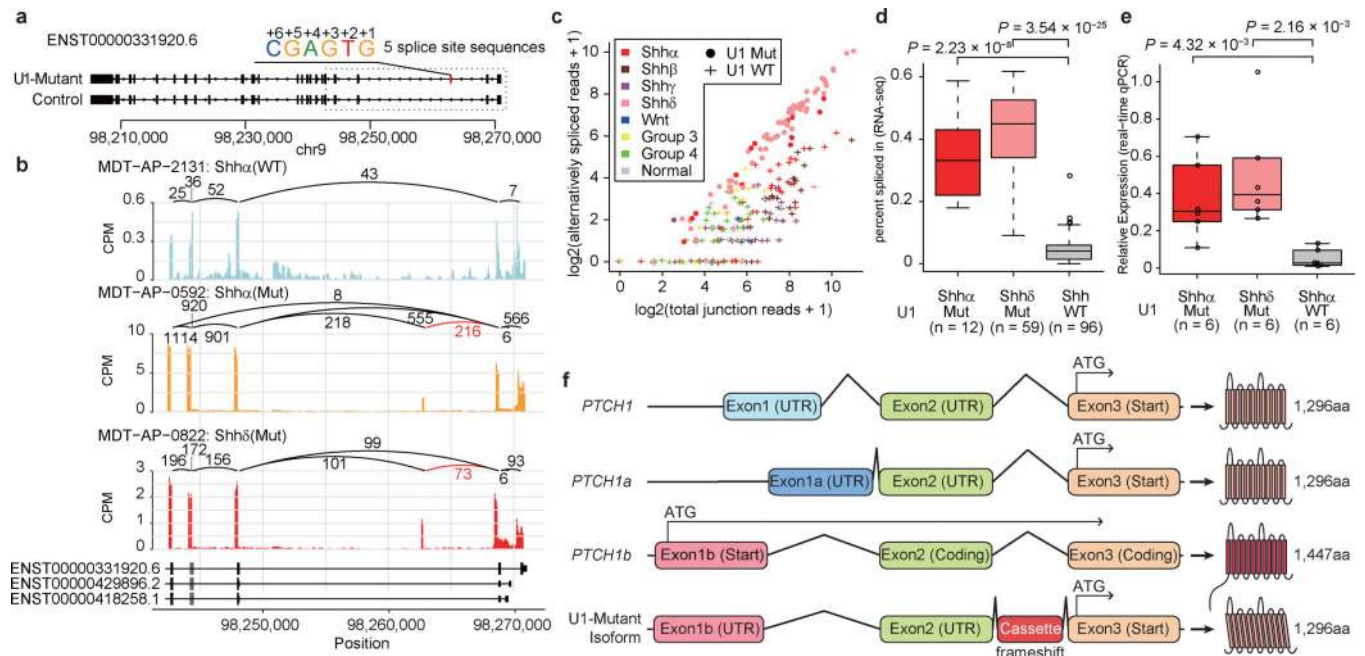 a
ENST00000331920.6
+6+5+4+3+2+1
CGAGTG
5 splice site sequences
U1-Mutant
Control
98,210,000 98,230,000 98,250,000 98,270,000
chr9
b
MDT-AP-2131: Shhα(WT)
25 36 52 43 7
0.6
0.3
0
CPM
MDT-AP-0592: Shhα(Mut)
8
920 555 566
1114 901 218 216 6
10
5
0
CPM
MDT-AP-0822: Shhδ(Mut)
99
172
196 156 101 73 93
6
3
2
1
0
CPM
ENST00000331920.6
ENST00000429896.2
ENST00000418258.1
98,250,000 98,260,000 98,270,000
Position
c
log2(alternatively spliced reads + 1)
10
8
6
4
2
0
Shhα
Shhβ
Shhγ
Shhδ
Wnt
Group 3
Group 4
Normal
U1 Mut
U1 WT
0 2 4 6 8 10
log2(total junction reads + 1)
d
P = 3.54 × 10⁻²⁵
P = 2.23 × 10⁻⁸
percent spliced in (RNA-seq)
0.6
0.4
0.2
0
Shhα Shhδ Shh
U1 Mut Mut WT
(n = 12) (n = 59) (n = 96)
e
P = 2.16 × 10⁻³
P = 4.32 × 10⁻³
Relative Expression (real-time qPCR)
1.0
0.8
0.6
0.4
0.2
0
Shhα Shhδ Shhα
U1 Mut Mut WT
(n = 6) (n = 6) (n = 6)
f
ATG
PTCH1 Exon1 (UTR) Exon2 (UTR) Exon3 (Start) 1,296aa
ATG
PTCH1a Exon1a (UTR) Exon2 (UTR) Exon3 (Start) 1,296aa
ATG
PTCH1b Exon1b (Start) Exon2 (Coding) Exon3 (Coding) 1,447aa
ATG
U1-Mutant
Isoform Exon1b (UTR) Exon2 (UTR) Cassette Exon3 (Start) 1,296aa
frameshift